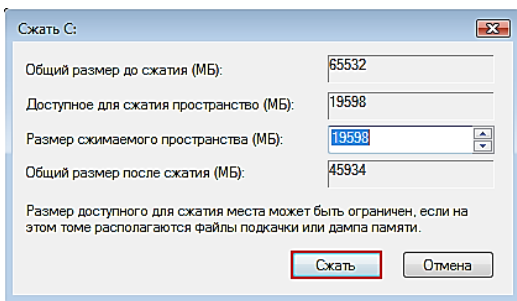 Сжать C:
Общий размер до сжатия (МБ): 65532
Доступное для сжатия пространство (МБ): 19598
Размер сжимаемого пространства (МБ): 19598
Общий размер после сжатия (МБ): 45934
Размер доступного для сжатия места может быть ограничен, если на
этом томе располагаются файлы подкачки или дампа памяти.
Сжать Отмена